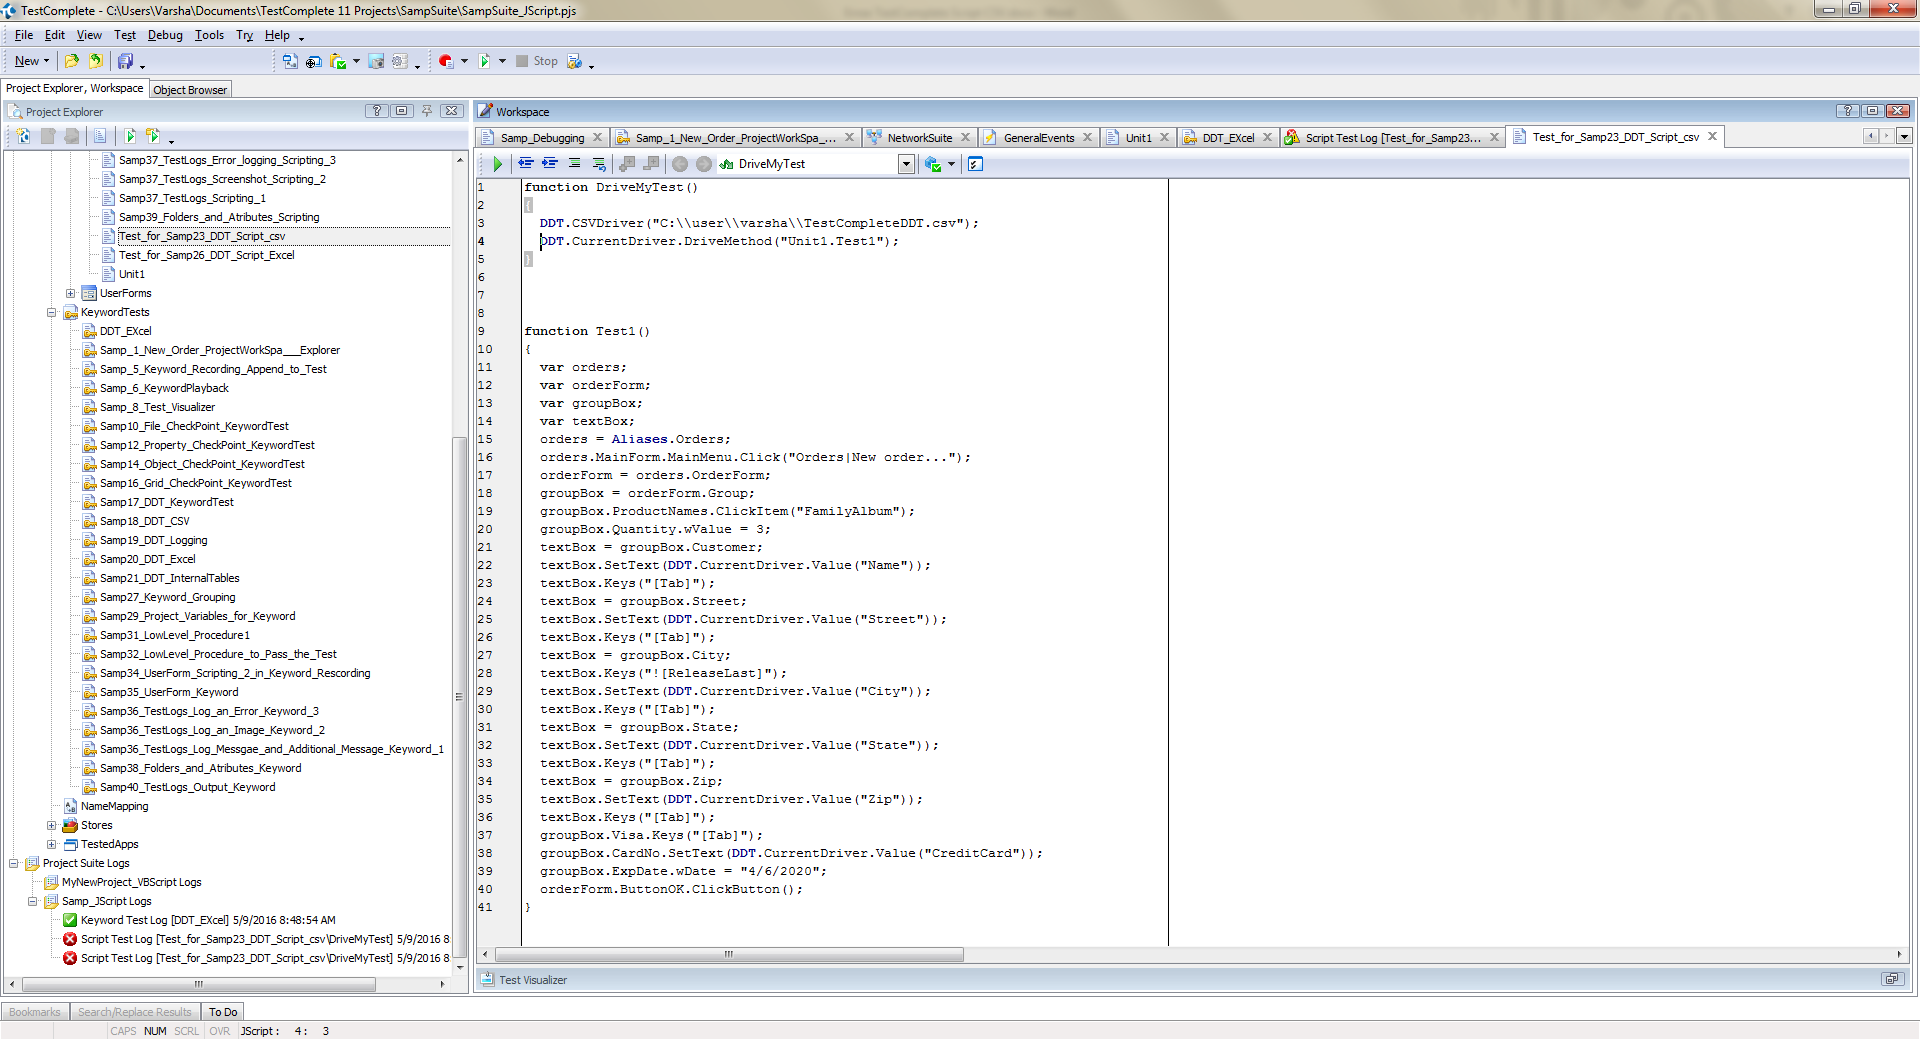 TestComplete - C:\Users\Varsha\Documents\TestComplete 11 Projects\SampSuite\SampSuite_JScript.pjs
File Edit View Test Debug Tools Try Help
New Stop
Project Explorer, Workspace Object Browser
Project Explorer
Samp37_TestLogs_Error_logging_Scripting_3
Samp37_TestLogs_Screenshot_Scripting_2
Samp37_TestLogs_Scripting_1
Samp39_Folders_and_Atributes_Scripting
Test_for_Samp23_DDT_Script_csv
Test_for_Samp26_DDT_Script_Excel
Unit1
UserForms
KeywordTests
DDT_EXcel
Samp_1_New_Order_ProjectWorkSpa___Explorer
Samp_5_Keyword_Recording_Append_to_Test
Samp_6_KeywordPlayback
Samp_8_Test_Visualizer
Samp10_File_CheckPoint_KeywordTest
Samp12_Property_CheckPoint_KeywordTest
Samp14_Object_CheckPoint_KeywordTest
Samp16_Grid_CheckPoint_KeywordTest
Samp17_DDT_KeywordTest
Samp18_DDT_CSV
Samp19_DDT_Logging
Samp20_DDT_Excel
Samp21_DDT_InternalTables
Samp27_Keyword_Grouping
Samp29_Project_Variables_for_Keyword
Samp31_LowLevel_Procedure1
Samp32_LowLevel_Procedure_to_Pass_the_Test
Samp34_UserForm_Scripting_2_in_Keyword_Rescording
Samp35_UserForm_Keyword
Samp36_TestLogs_Log_an_Error_Keyword_3
Samp36_TestLogs_Log_an_Image_Keyword_2
Samp36_TestLogs_Log_Messgae_and_Additional_Message_Keyword_1
Samp38_Folders_and_Atributes_Keyword
Samp40_TestLogs_Output_Keyword
NameMapping
Stores
TestedApps
Project Suite Logs
MyNewProject_VBScript Logs
Samp_JScript Logs
Keyword Test Log [DDT_EXcel] 5/9/2016 8:48:54 AM
Script Test Log [Test_for_Samp23_DDT_Script_csv\DriveMyTest] 5/9/2016 8
Script Test Log [Test_for_Samp23_DDT_Script_csv\DriveMyTest] 5/9/2016 8
Workspace
Samp_Debugging Samp_1_New_Order_ProjectWorkSpa_... NetworkSuite GeneralEvents Unit1 DDT_EXcel Script Test Log [Test_for_Samp23... Test_for_Samp23_DDT_Script_csv
DriveMyTest
1 function DriveMyTest()
2 {
3 DDT.CSVDriver("C:\\user\\varsha\\TestCompleteDDT.csv");
4 DDT.CurrentDriver.DriveMethod("Unit1.Test1");
5 }
6
7
8
9 function Test1()
10 {
11 var orders;
12 var orderForm;
13 var groupBox;
14 var textBox;
15 orders = Aliases.Orders;
16 orders.MainForm.MainMenu.Click("Orders|New order...");
17 orderForm = orders.OrderForm;
18 groupBox = orderForm.Group;
19 groupBox.ProductNames.ClickItem("FamilyAlbum");
20 groupBox.Quantity.wValue = 3;
21 textBox = groupBox.Customer;
22 textBox.SetText(DDT.CurrentDriver.Value("Name"));
23 textBox.Keys("[Tab]");
24 textBox = groupBox.Street;
25 textBox.SetText(DDT.CurrentDriver.Value("Street"));
26 textBox.Keys("[Tab]");
27 textBox = groupBox.City;
28 textBox.Keys("![ReleaseLast]");
29 textBox.SetText(DDT.CurrentDriver.Value("City"));
30 textBox.Keys("[Tab]");
31 textBox = groupBox.State;
32 textBox.SetText(DDT.CurrentDriver.Value("State"));
33 textBox.Keys("[Tab]");
34 textBox = groupBox.Zip;
35 textBox.SetText(DDT.CurrentDriver.Value("Zip"));
36 textBox.Keys("[Tab]");
37 groupBox.Visa.Keys("[Tab]");
38 groupBox.CardNo.SetText(DDT.CurrentDriver.Value("CreditCard"));
39 groupBox.ExpDate.wDate = "4/6/2020";
40 orderForm.ButtonOK.ClickButton();
41 }
Test Visualizer
Bookmarks Search/Replace Results To Do
CAPS NUM SCRL OVR JScript: 4: 3